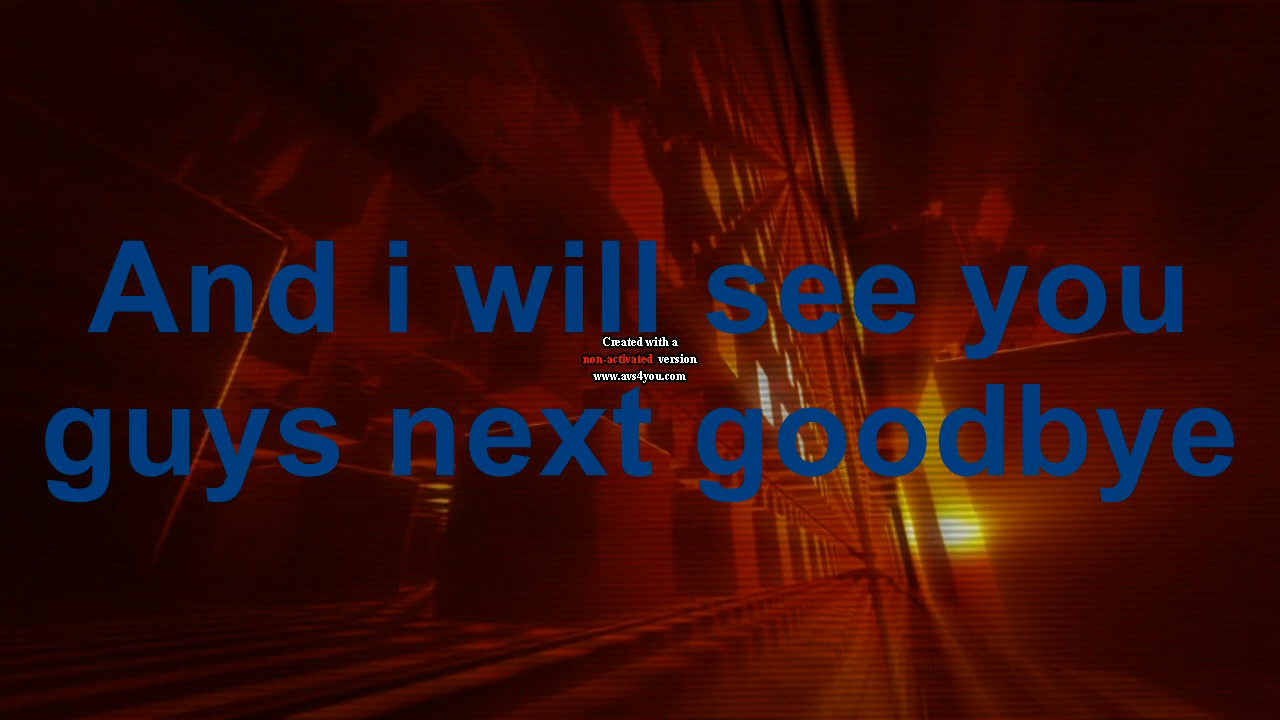 And i will see you
Created with a
non-activated version
www.avs4you.com
guys next goodbye